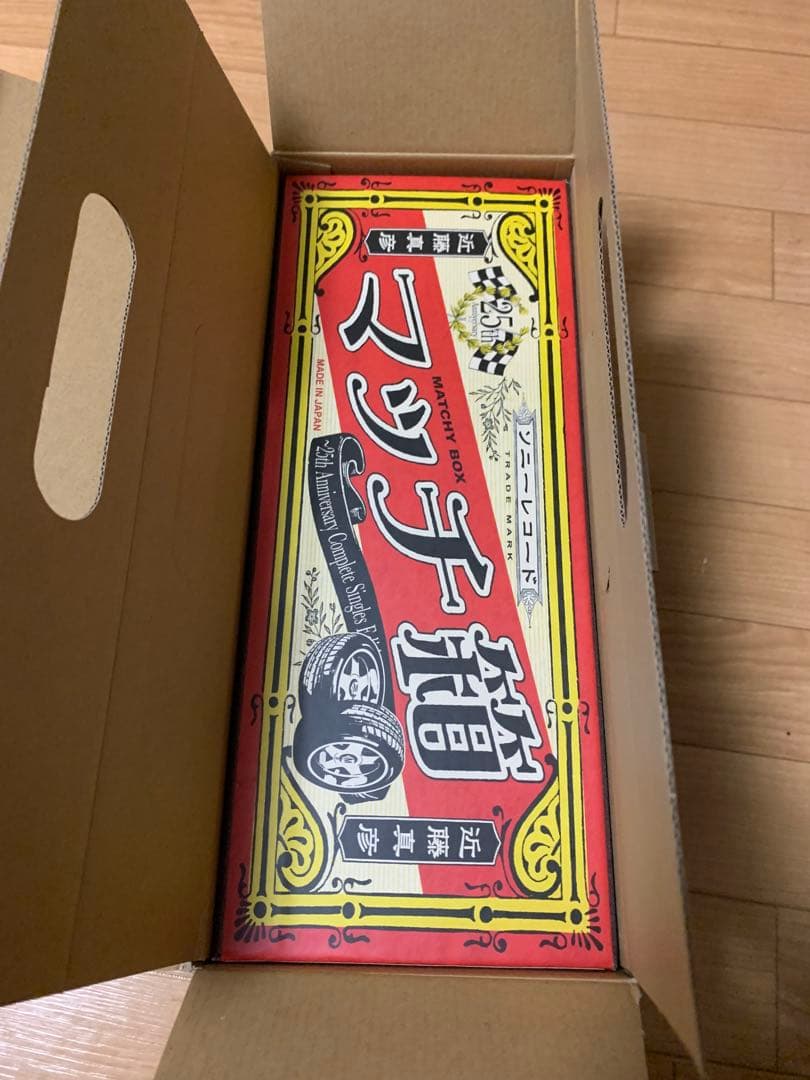 近藤真彦
25th
Anniversary
ソニーレコード
TRADE MARK
マッチ箱
MATCHY BOX
MADE IN JAPAN
~25th Anniversary Complete Singles
近藤真彦